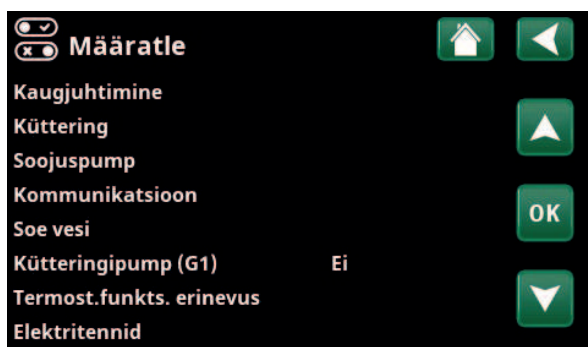 Määratle
Kaugjuhtimine
Küttering
Soojuspump
Kommunikatsioon
Soe vesi
Kütteringipump (G1) Ei
Termost.funkts. erinevus
Elektritennid
OK